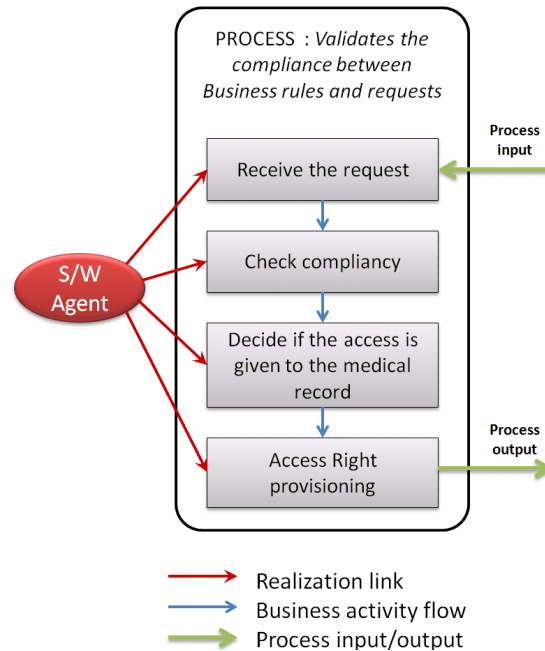 PROCESS : Validates the
compliance between
Business rules and requests
Process
input
Receive the request
S/W
Agent
Check compliancy
Decide if the access is
given to the medical
record
Process
output
Access Right
provisioning
Realization link
Business activity flow
Process input/output